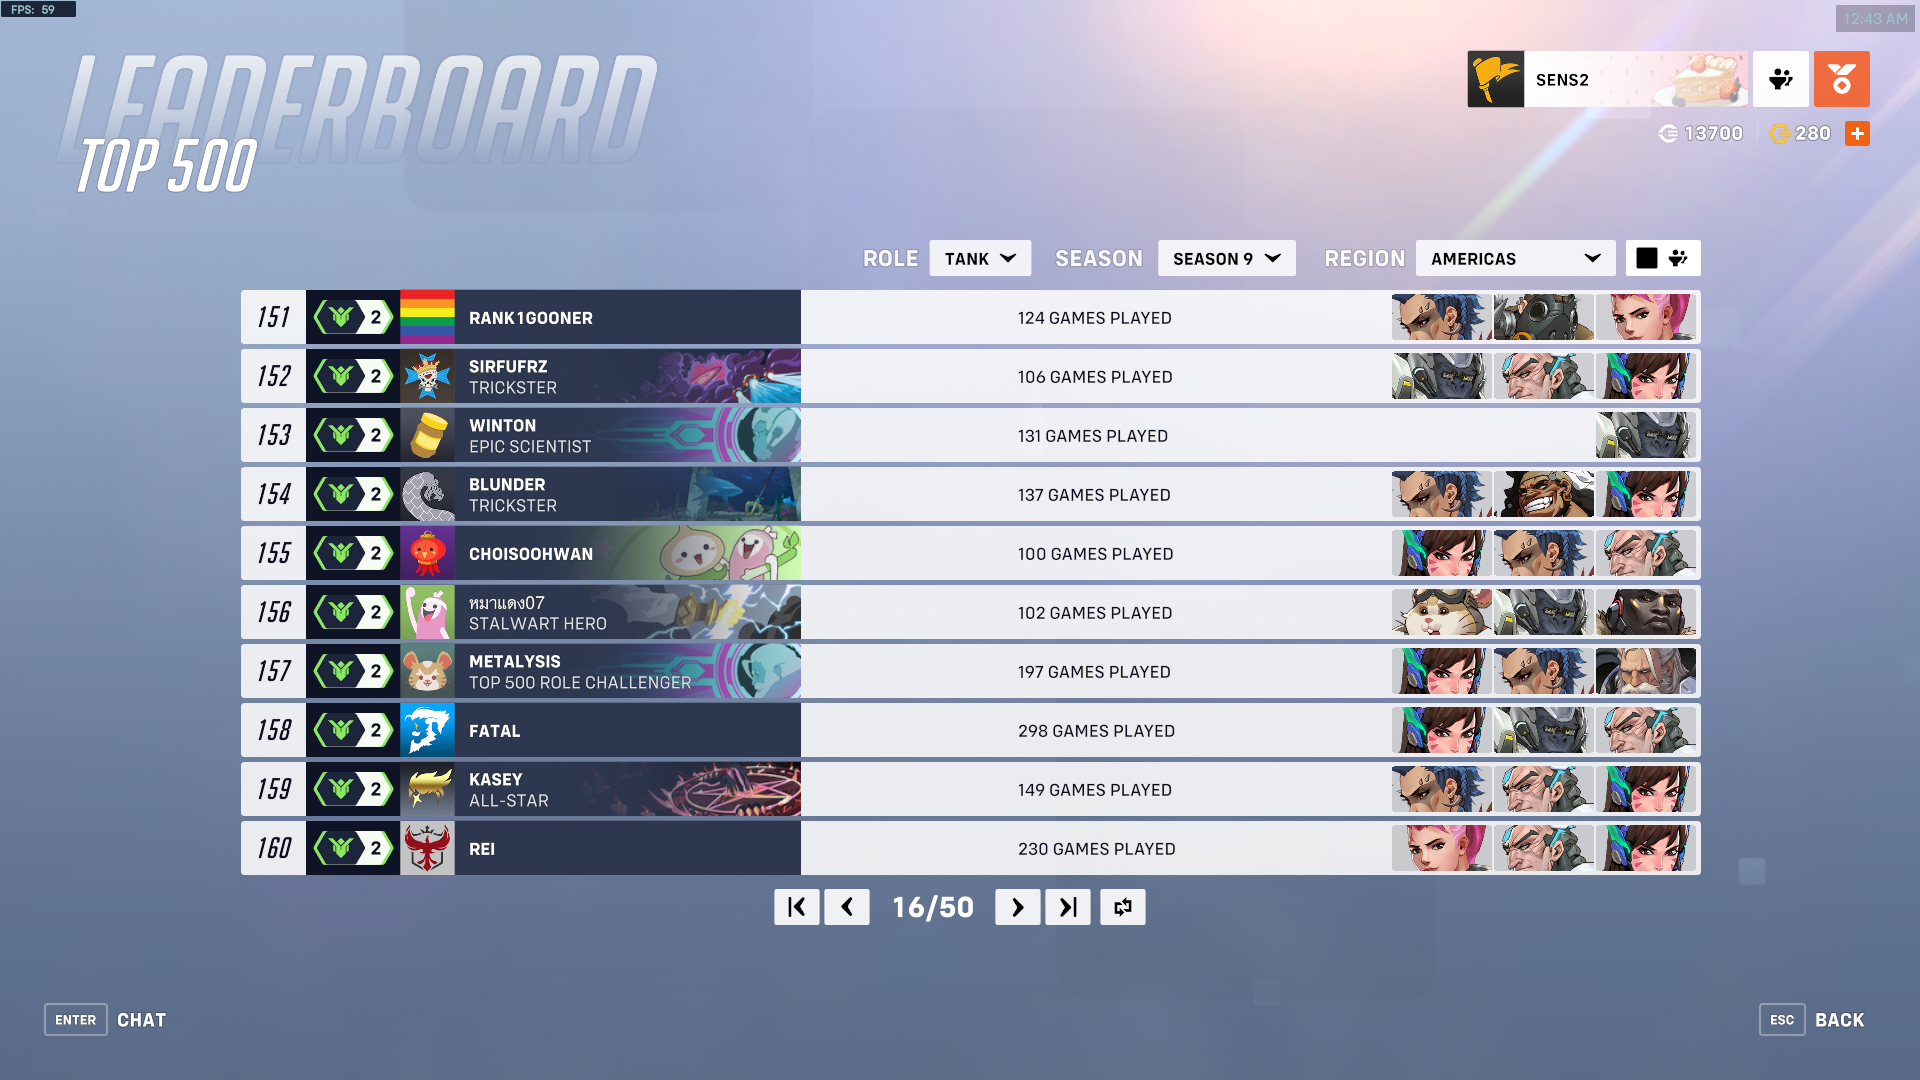 FPS: 59
12:43 AM
LEADERBOARD
TOP 500
SENS2
13700
280
ROLE TANK SEASON SEASON 9 REGION AMERICAS
151 2 RANK1GOONER 124 GAMES PLAYED
152 2 SIRFUFRZ 106 GAMES PLAYED
TRICKSTER
153 2 WINTON 131 GAMES PLAYED
EPIC SCIENTIST
154 2 BLUNDER 137 GAMES PLAYED
TRICKSTER
155 2 CHOISOOHWAN 100 GAMES PLAYED
156 2 หมาแดง07 102 GAMES PLAYED
STALWART HERO
157 2 METALYSIS 197 GAMES PLAYED
TOP 500 ROLE CHALLENGER
158 2 FATAL 298 GAMES PLAYED
159 2 KASEY 149 GAMES PLAYED
ALL-STAR
160 2 REI 230 GAMES PLAYED
16/50
ENTER CHAT
ESC BACK